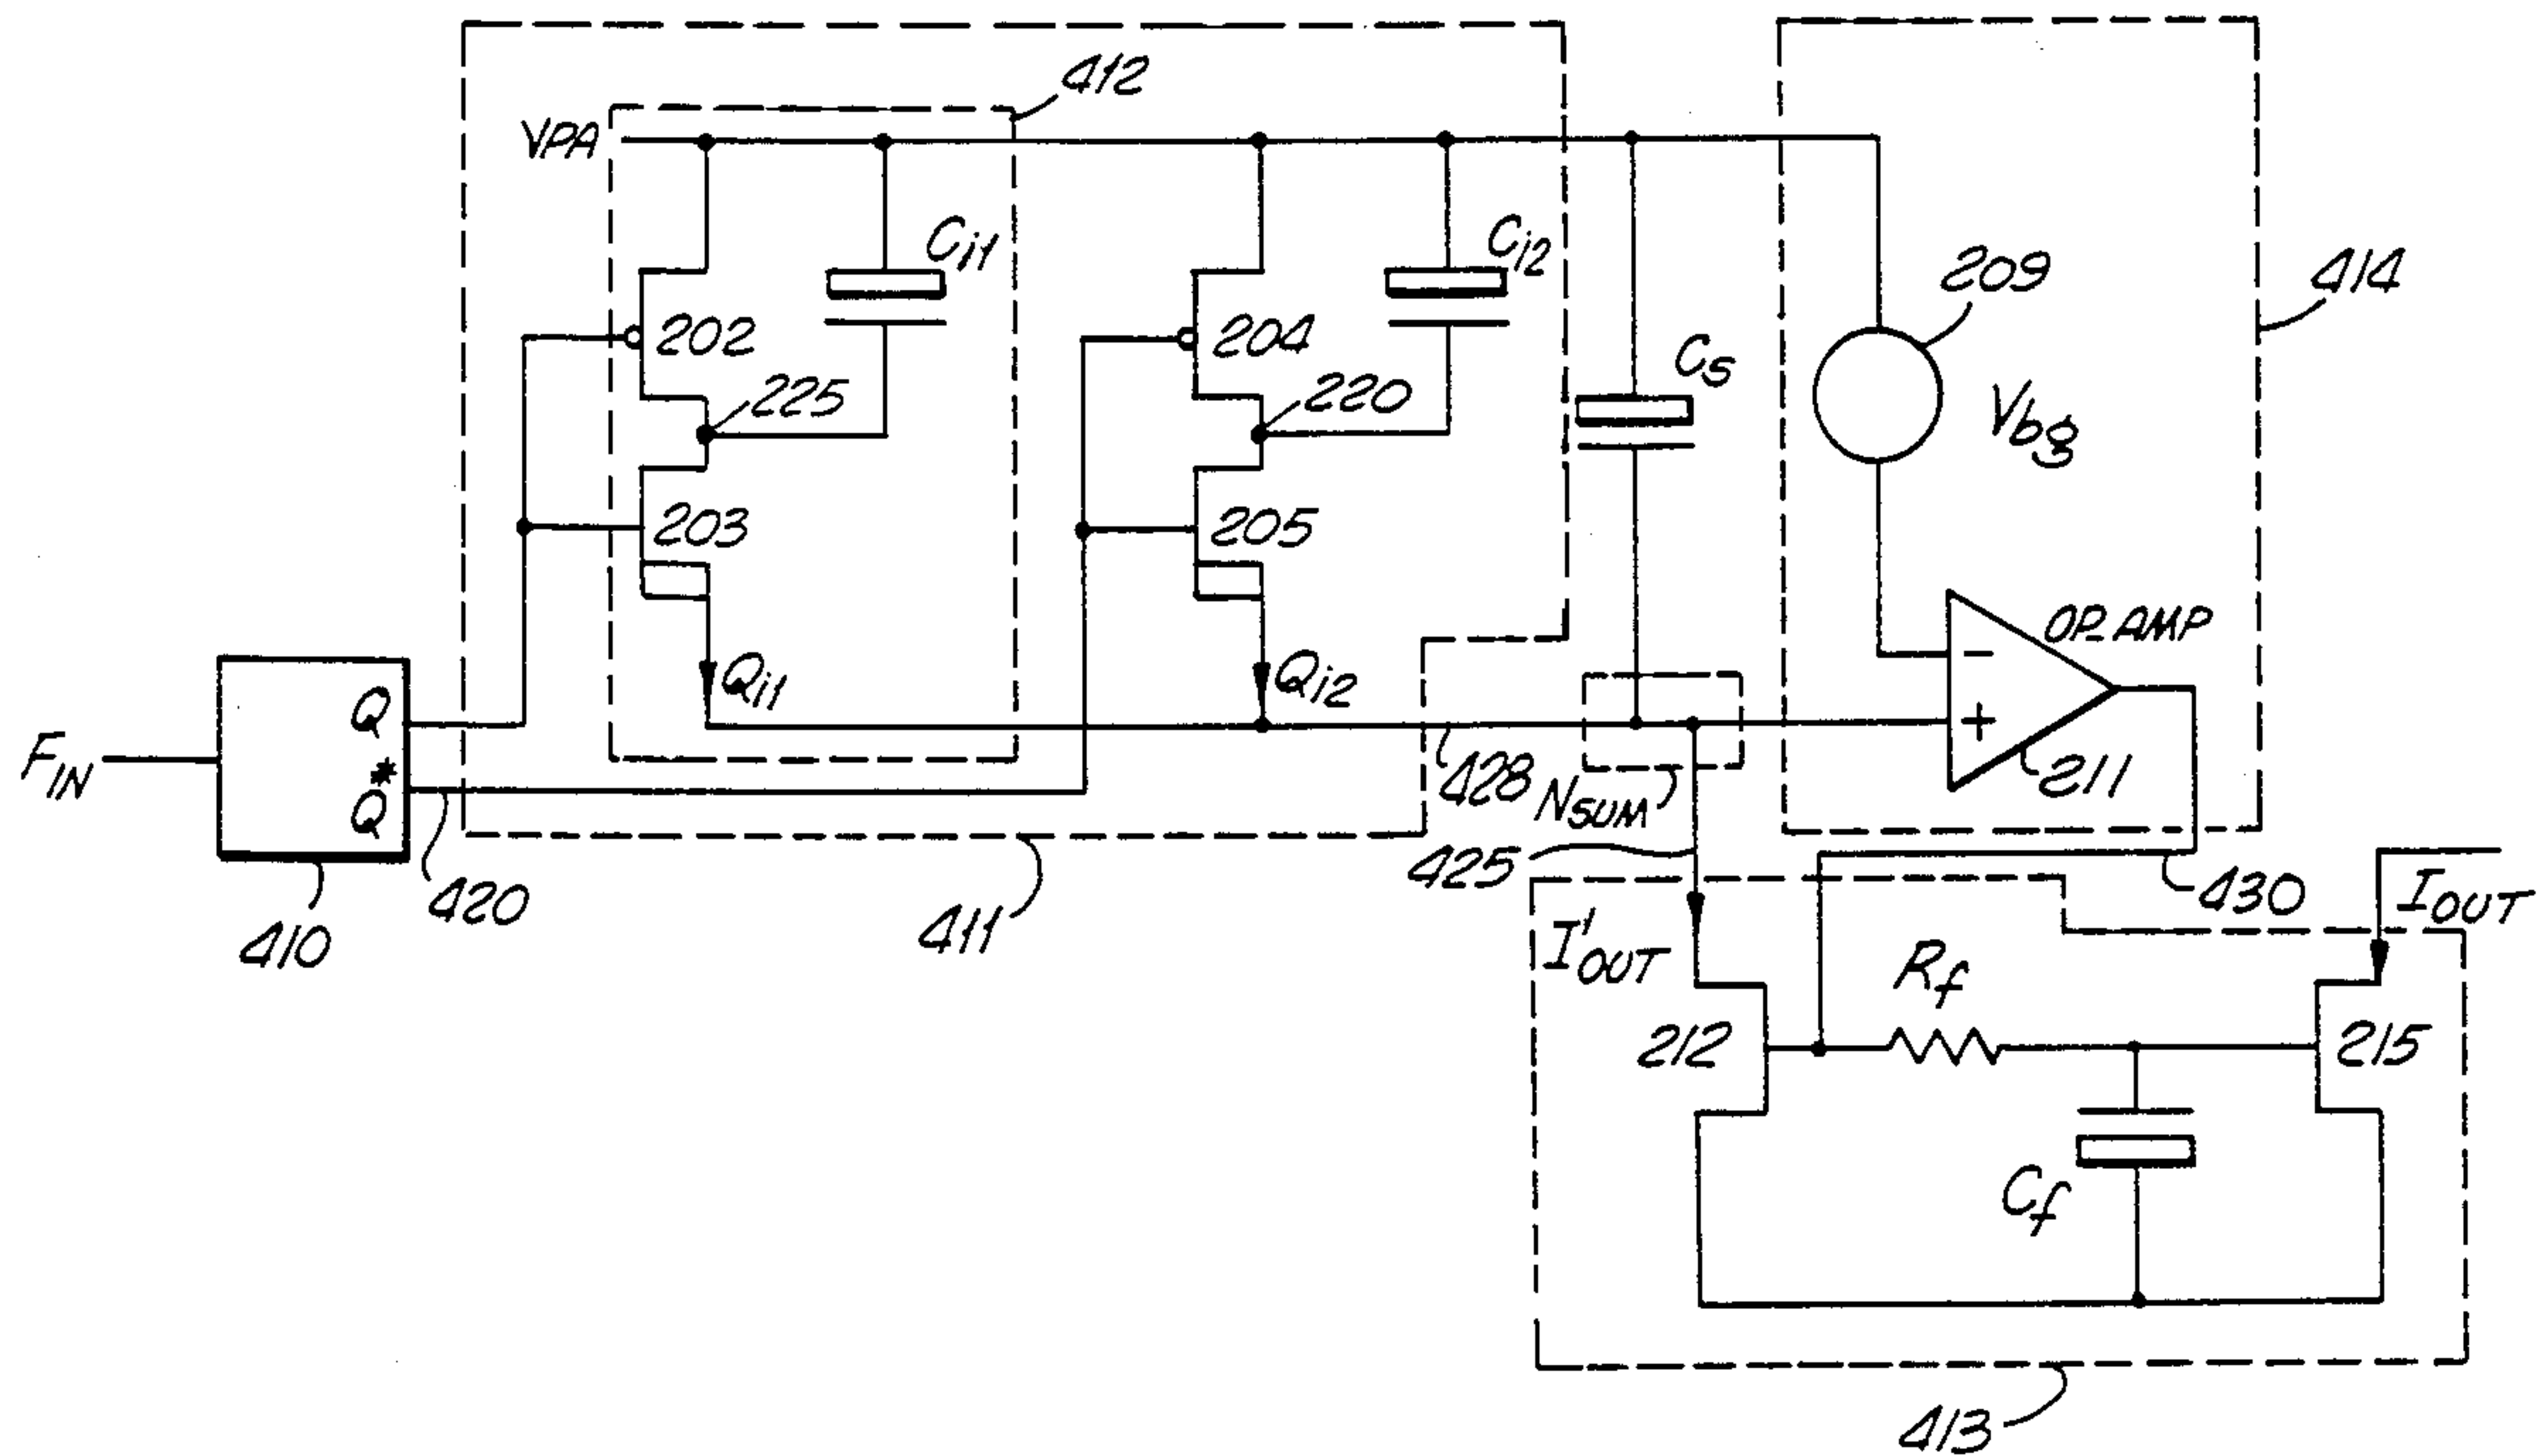 412
VPA
Ci1
Ci2
209
414
202
204
Cs
225
220
Vbg
203
205
OP AMP
Qi1
Qi2
Q
FIN
*
Q
−
+
428
NSUM
211
420
425
430
IOUT
410
411
I'OUT
Rf
212
215
Cf
413